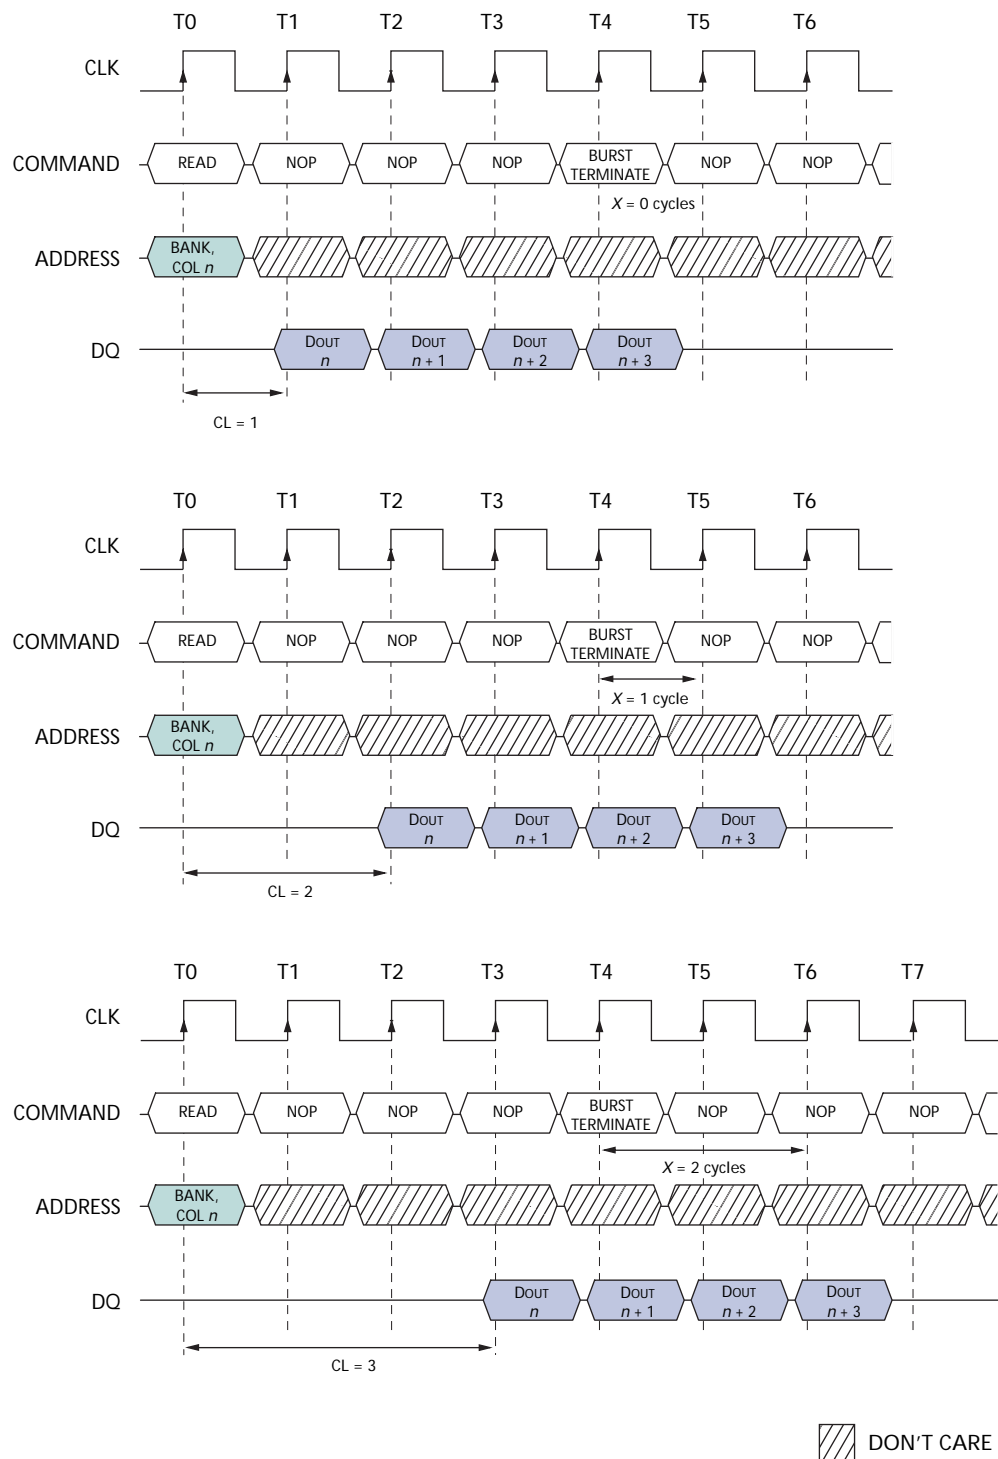 T0 T1 T2 T3 T4 T5 T6
CLK
COMMAND READ NOP NOP NOP BURST TERMINATE NOP NOP
X = 0 cycles
ADDRESS BANK, COL n
DQ DOUT n DOUT n + 1 DOUT n + 2 DOUT n + 3
CL = 1
T0 T1 T2 T3 T4 T5 T6
CLK
COMMAND READ NOP NOP NOP BURST TERMINATE NOP NOP
X = 1 cycle
ADDRESS BANK, COL n
DQ DOUT n DOUT n + 1 DOUT n + 2 DOUT n + 3
CL = 2
T0 T1 T2 T3 T4 T5 T6 T7
CLK
COMMAND READ NOP NOP NOP BURST TERMINATE NOP NOP NOP
X = 2 cycles
ADDRESS BANK, COL n
DQ DOUT n DOUT n + 1 DOUT n + 2 DOUT n + 3
CL = 3
DON'T CARE